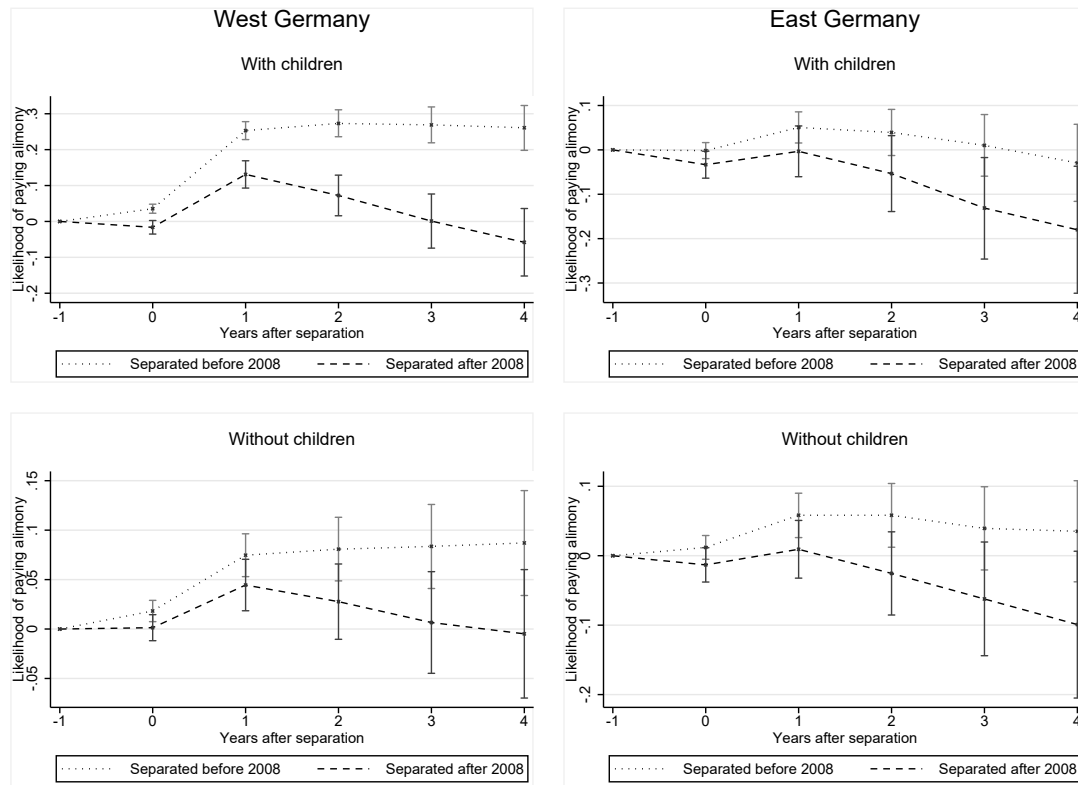 West Germany
With children
Likelihood of paying alimony
.3
.2
.1
0
-.1
-.2
-1 0 1 2 3 4
Years after separation
Separated before 2008 Separated after 2008
East Germany
With children
Likelihood of paying alimony
.1
0
-.1
-.2
-.3
-1 0 1 2 3 4
Years after separation
Separated before 2008 Separated after 2008
Without children
Likelihood of paying alimony
.15
.1
.05
0
-.05
-1 0 1 2 3 4
Years after separation
Separated before 2008 Separated after 2008
Without children
Likelihood of paying alimony
.1
0
-.1
-.2
-1 0 1 2 3 4
Years after separation
Separated before 2008 Separated after 2008